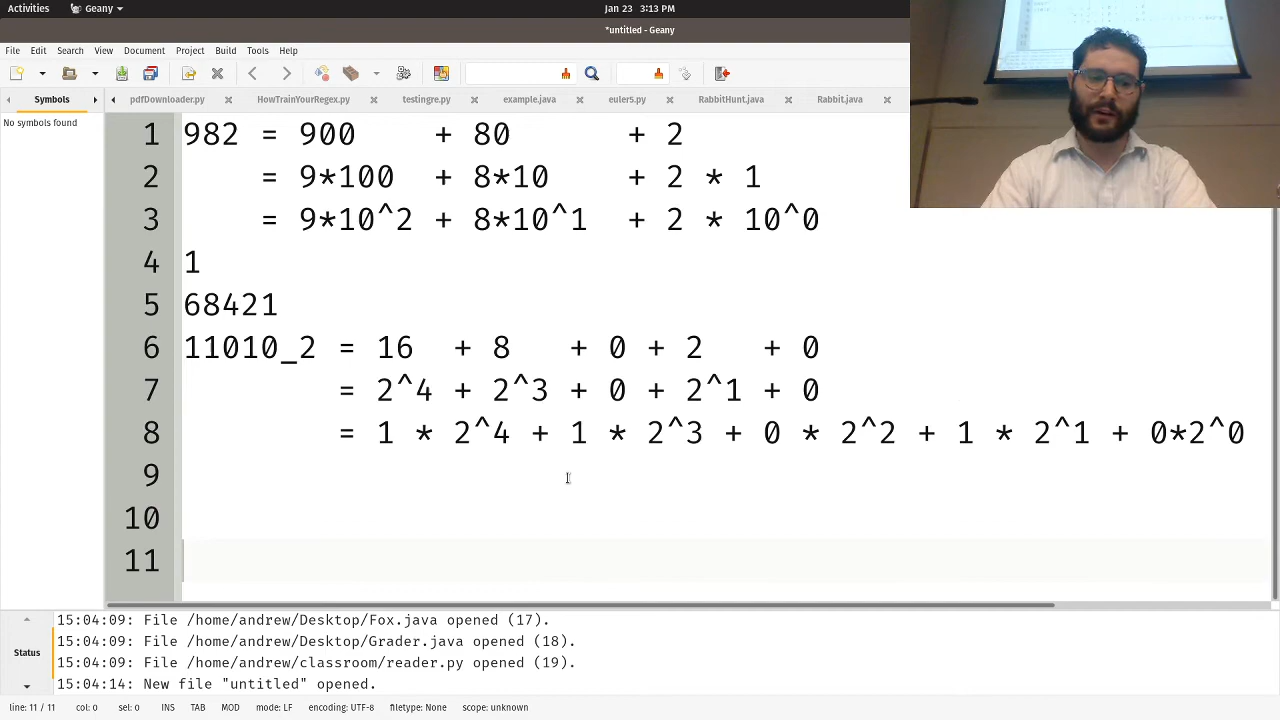 Activities Geany Jan 23 3:13 PM
*untitled - Geany
File Edit Search View Document Project Build Tools Help
Symbols pdfDownloader.py HowTrainYourRegex.py testingre.py example.java euler5.py RabbitHunt.java Rabbit.java
No symbols found
1 982 = 900 + 80 + 2
2 = 9*100 + 8*10 + 2 * 1
3 = 9*10^2 + 8*10^1 + 2 * 10^0
4 1
5 68421
6 11010_2 = 16 + 8 + 0 + 2 + 0
7 = 2^4 + 2^3 + 0 + 2^1 + 0
8 = 1 * 2^4 + 1 * 2^3 + 0 * 2^2 + 1 * 2^1 + 0*2^0
9
10
11
Status
15:04:09: File /home/andrew/Desktop/Fox.java opened (17).
15:04:09: File /home/andrew/Desktop/Grader.java opened (18).
15:04:09: File /home/andrew/classroom/reader.py opened (19).
15:04:14: New file "untitled" opened.
line: 11 / 11 col: 0 sel: 0 INS TAB MOD mode: LF encoding: UTF-8 filetype: None scope: unknown